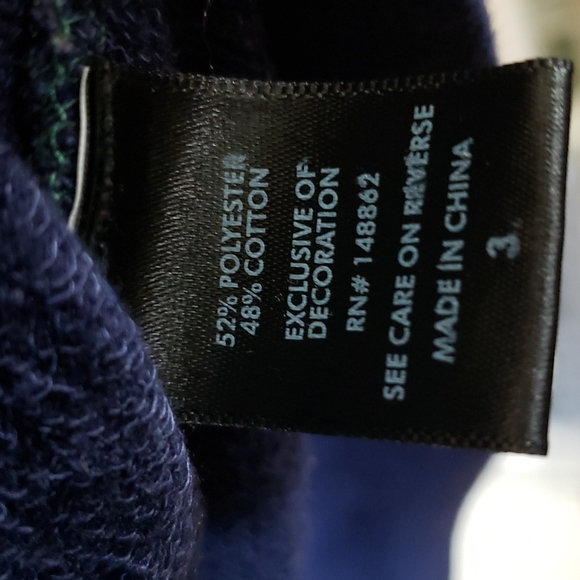 52% POLYESTER
48% COTTON
EXCLUSIVE OF
DECORATION
RN# 148862
SEE CARE ON REVERSE
MADE IN CHINA
3